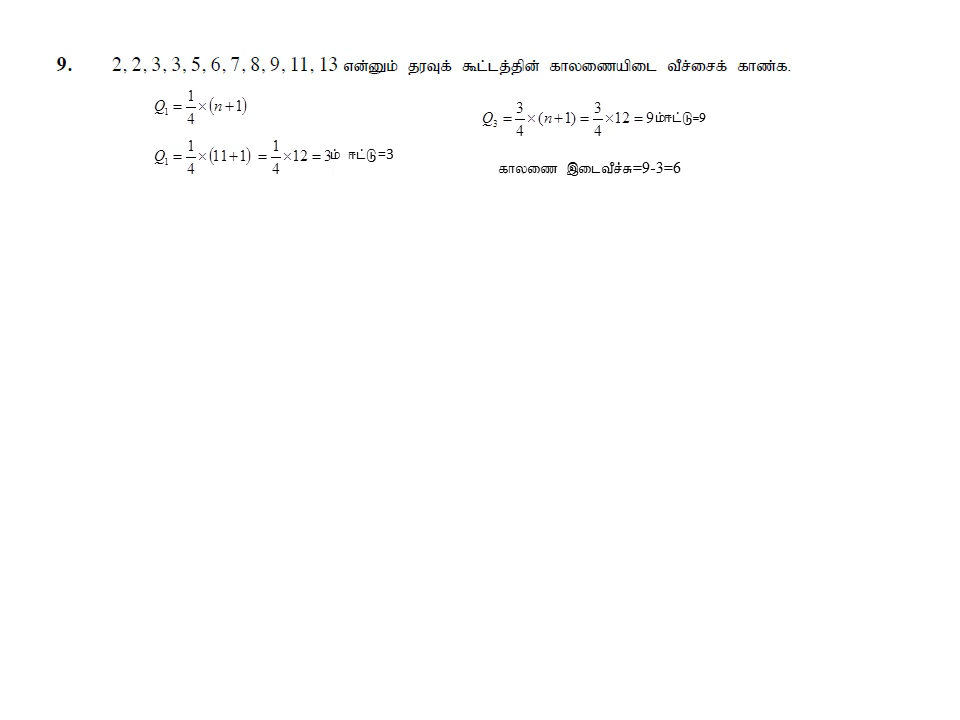 9. 2, 2, 3, 3, 5, 6, 7, 8, 9, 11, 13 என்னும் தரவுக் கூட்டத்தின் காலணையிடை வீச்சைக் காண்க.
Q₁ = 1/4 × (n + 1)
Q₁ = 1/4 × (11 + 1) = 1/4 × 12 = 3ம் ஈட்டு=3
Q₃ = 3/4 × (n + 1) = 3/4 × 12 = 9ம்ஈட்டு=9
காலணை இடைவீச்சு=9-3=6